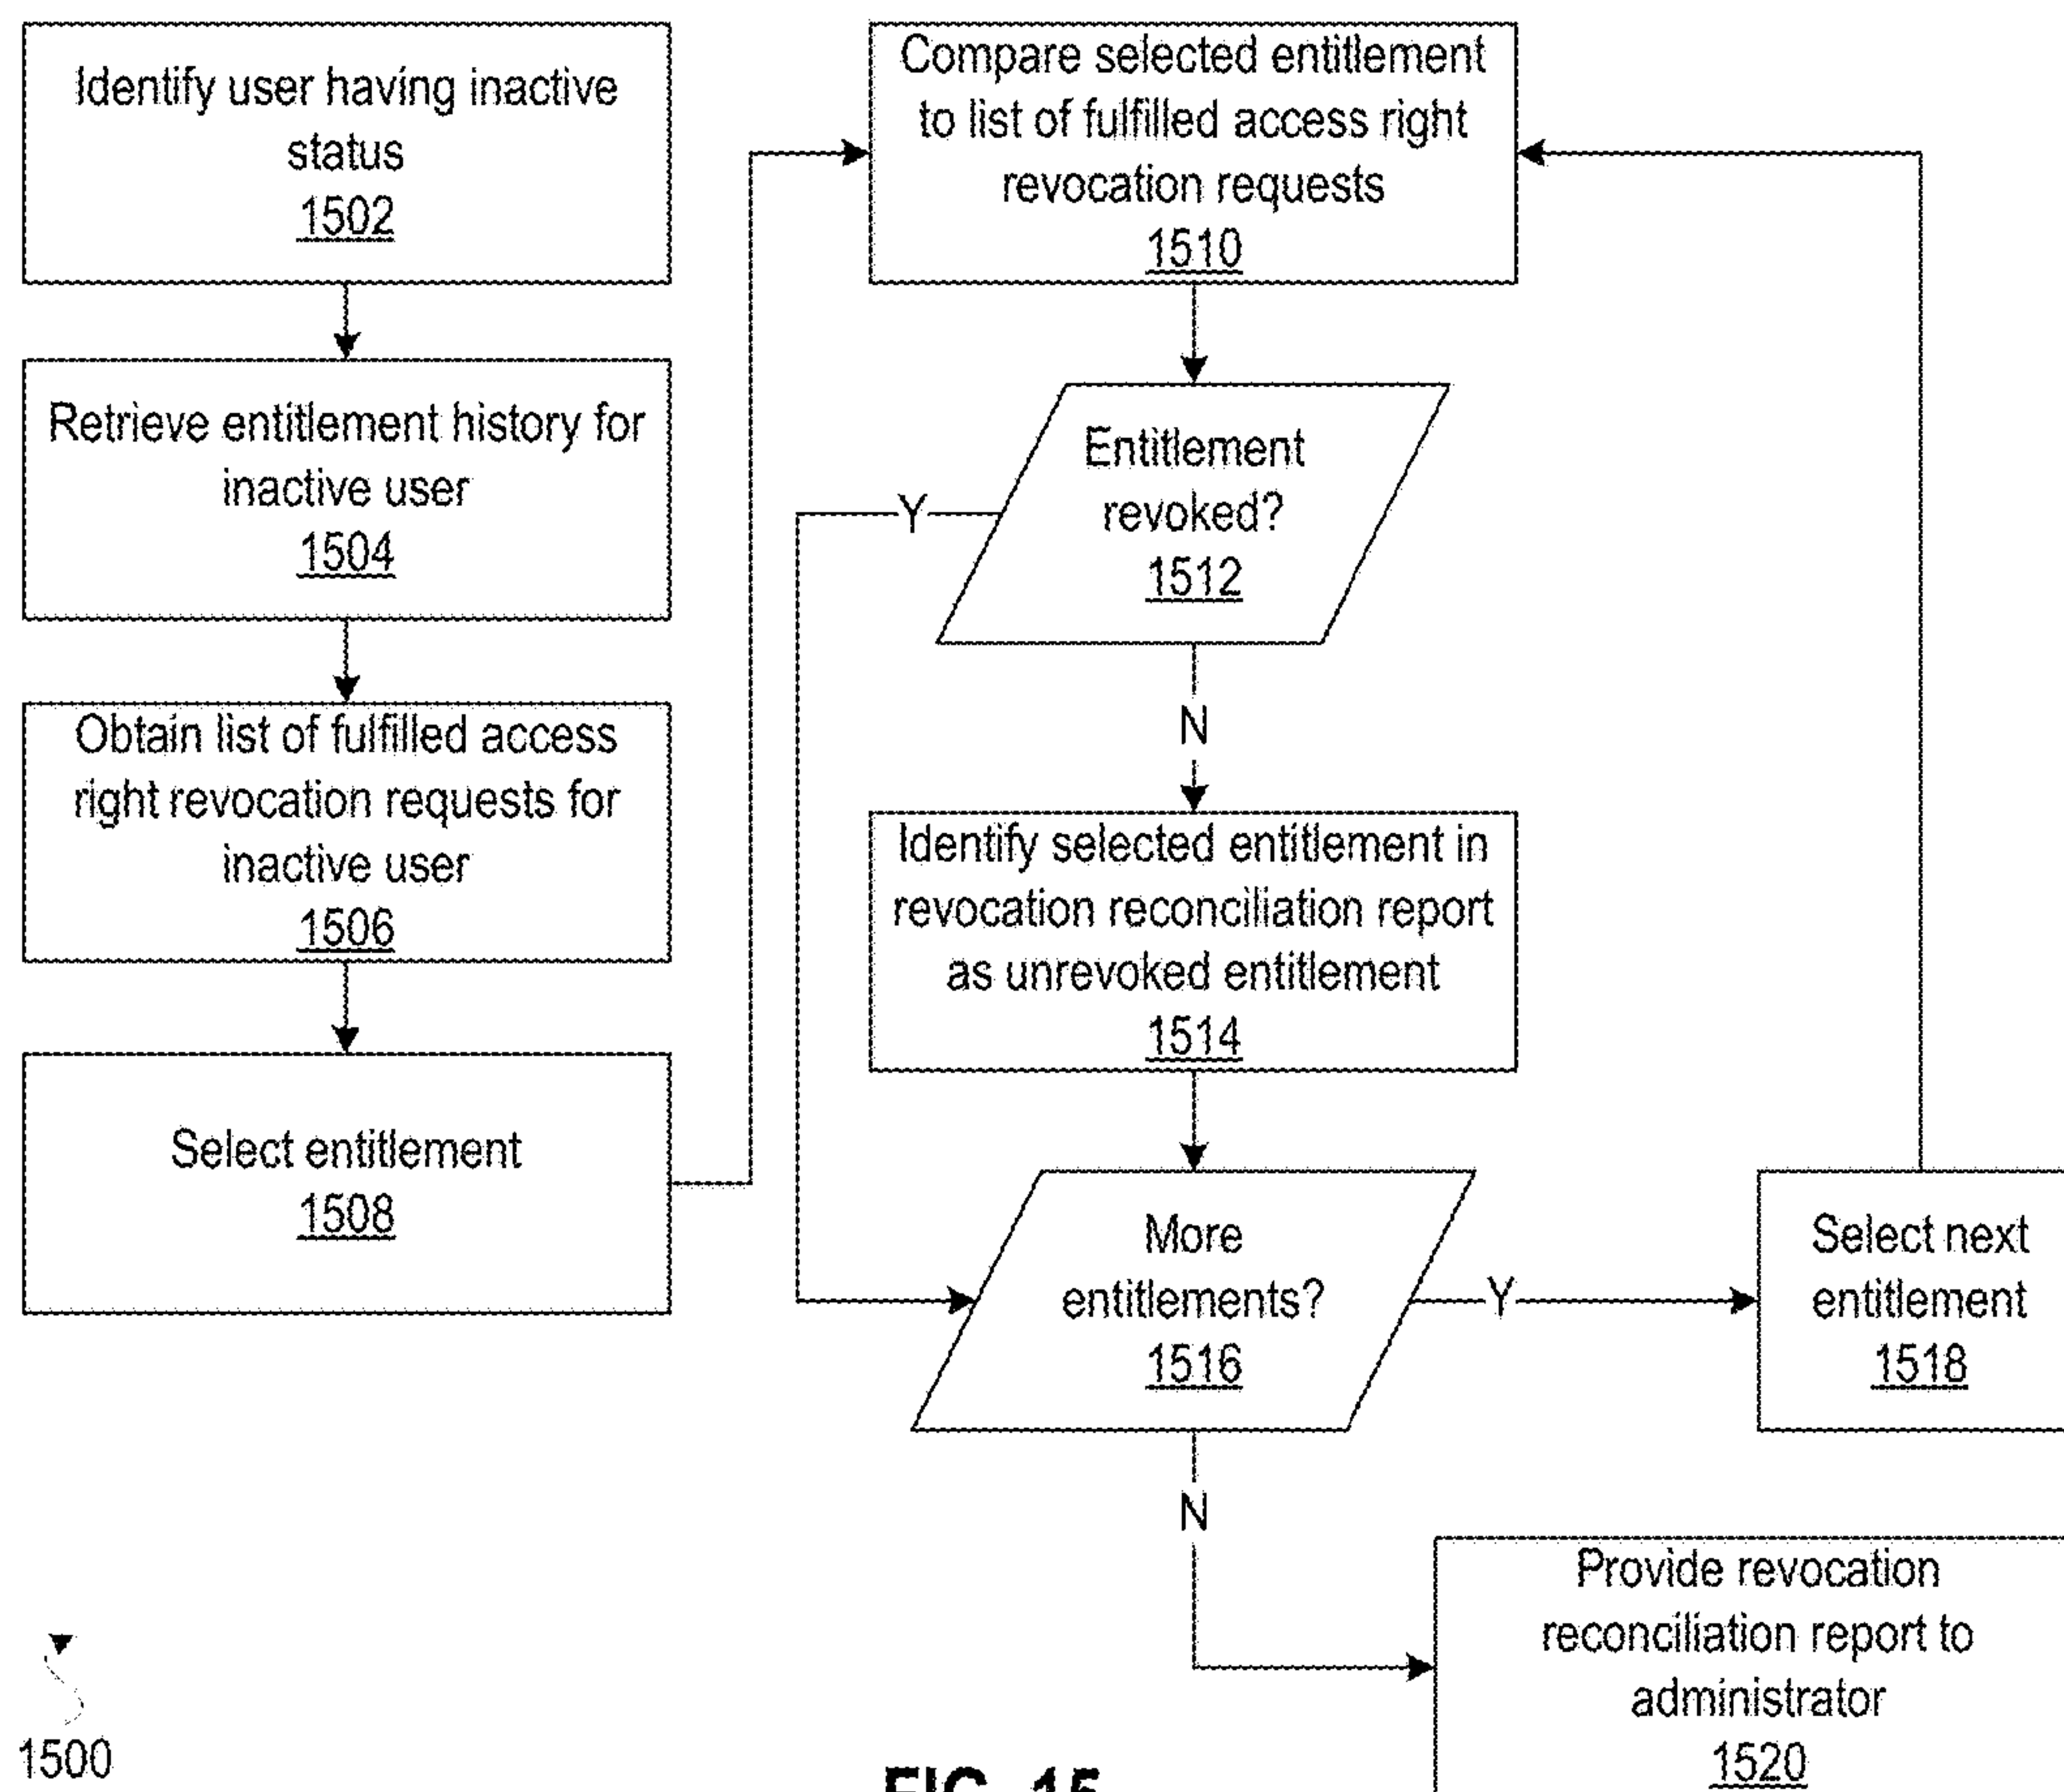 Identify user having inactive
status
1502
Retrieve entitlement history for
inactive user
1504
Obtain list of fulfilled access
right revocation requests for
inactive user
1506
Select entitlement
1508
Compare selected entitlement
to list of fulfilled access right
revocation requests
1510
Entitlement
revoked?
1512
Y
N
Identify selected entitlement in
revocation reconciliation report
as unrevoked entitlement
1514
More
entitlements?
1516
Y
Select next
entitlement
1518
N
Provide revocation
reconciliation report to
administrator
1520
1500
FIG. 15